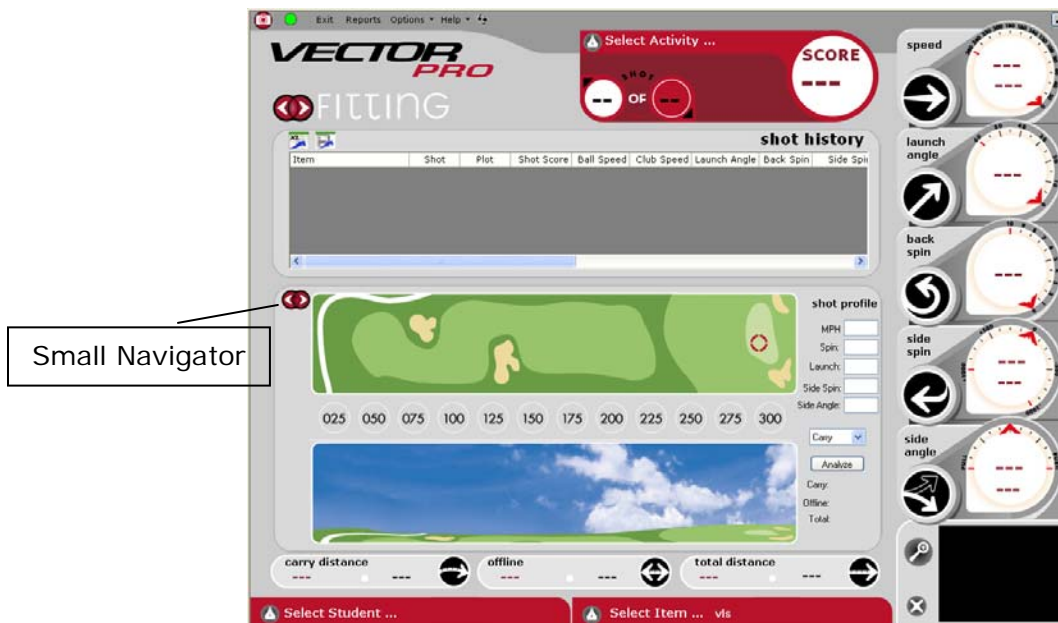 Exit Reports Options Help
VECTOR
PRO
FITTING
Select Activity ...
SHOT
-- OF --
SCORE
---
shot history
Item Shot Plot Shot Score Ball Speed Club Speed Launch Angle Back Spin Side Spin
Small Navigator
shot profile
MPH
Spin:
Launch:
Side Spin:
Side Angle:
025 050 075 100 125 150 175 200 225 250 275 300
Carry
Analyze
Carry:
Offline:
Total:
carry distance
--- ---
offline
--- ---
total distance
--- ---
Select Student ...
Select Item ... vls
speed
---
---
launch
angle
---
back
spin
---
side
spin
---
---
side
angle
---
---